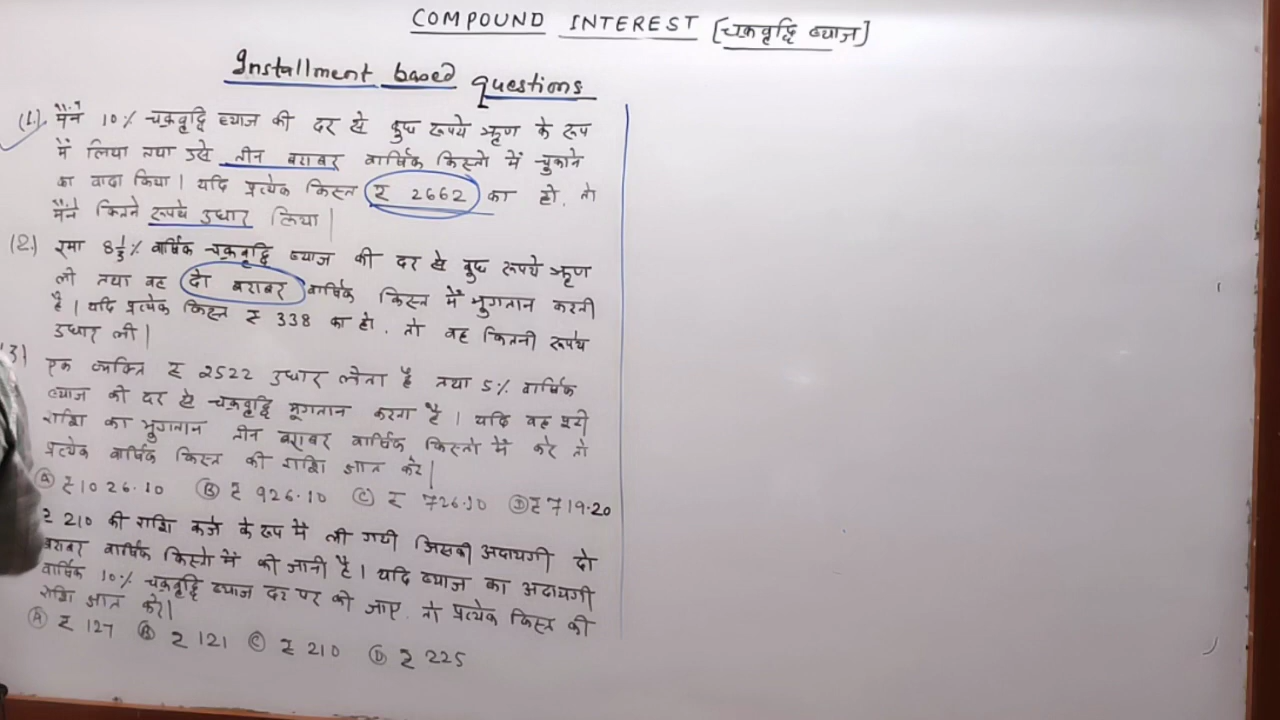 COMPOUND INTEREST [चक्रवृद्धि ब्याज]
Installment based questions
(1.) मैंने 10% चक्रवृद्धि ब्याज की दर से कुछ रूपये ऋण के रूप
में लिया तथा उसे तीन बराबर वार्षिक किस्तो में चुकाने
का वादा किया। यदि प्रत्येक किस्त ₹ 2662 का हो, तो
मैंने कितने रूपये उधार लिया।
(2.) रमा 8 1/3 % वार्षिक चक्रवृद्धि ब्याज की दर से कुछ रूपये ऋण
ली तथा वह दो बराबर वार्षिक किस्त में भुगतान करती
है। यदि प्रत्येक किस्त ₹ 338 का हो, तो वह कितनी रूपये
उधार ली।
3) एक व्यक्ति ₹ 2522 उधार लेता है तथा 5% वार्षिक
ब्याज की दर से चक्रवृद्धि भूगतान करता है। यदि वह पूरी
राशि का भुगतान तीन बराबर वार्षिक किस्तो में करे तो
प्रत्येक वार्षिक किस्त की राशि ज्ञात करे।
Ⓐ ₹1026.10 Ⓑ ₹ 926.10 Ⓒ ₹ 726.10 Ⓓ ₹ 719.20
₹ 210 की राशि कर्ज के रूप में ली गयी जिसकी अदायगी दो
बराबर वार्षिक किस्तो में की जानी है। यदि ब्याज का अदायगी
वार्षिक 10% चक्रवृद्धि ब्याज दर पर की जाए, तो प्रत्येक किस्त की
राशि ज्ञात करे।
Ⓐ ₹ 127 Ⓑ ₹ 121 Ⓒ ₹ 210 Ⓓ ₹ 225